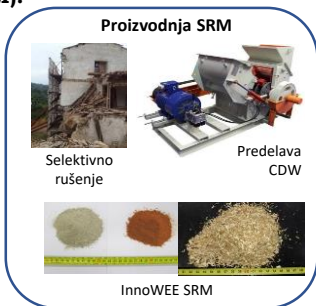 Proizvodnja SRM
Selektivno
rušenje
Predelava
CDW
InnoWEE SRM